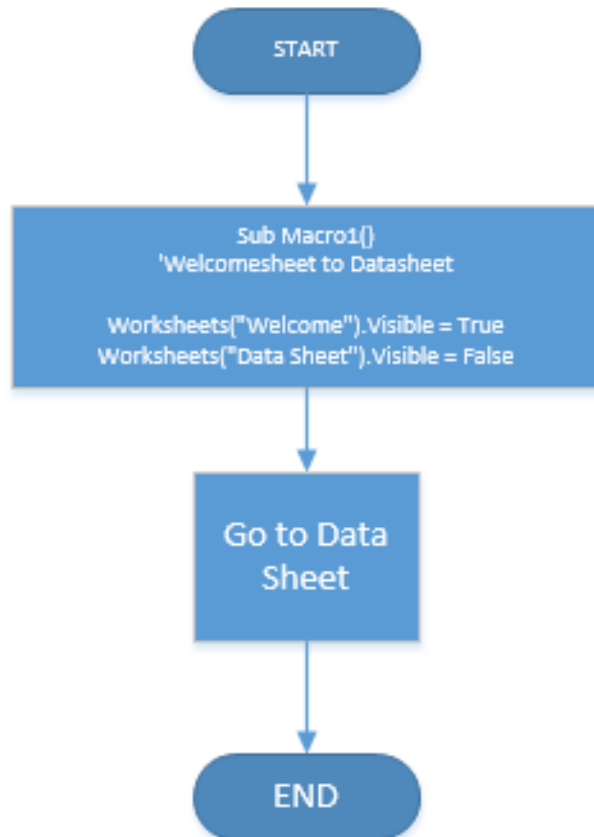 START
Sub Macro1()
'Welcomesheet to Datasheet
Worksheets("Welcome").Visible = True
Worksheets("Data Sheet").Visible = False
Go to Data
Sheet
END